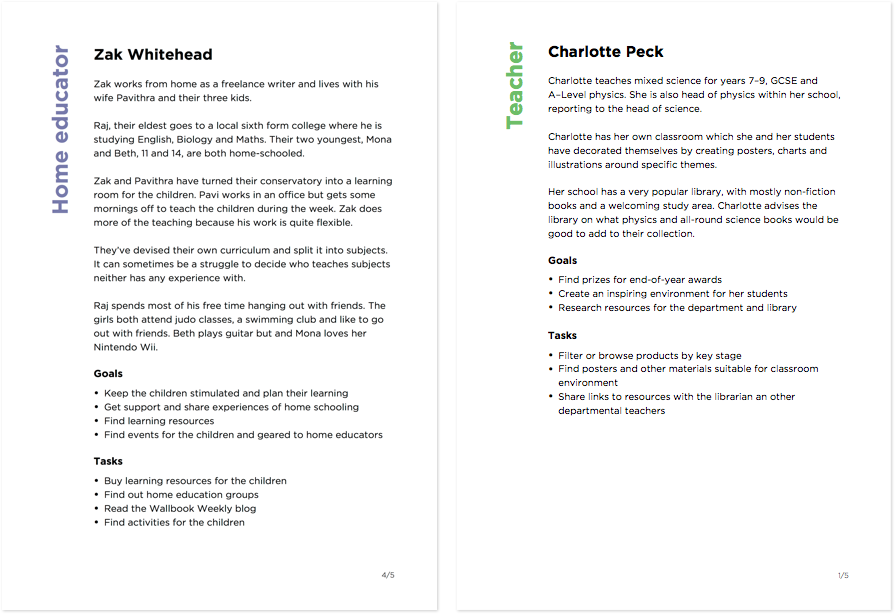 Home educator
Zak Whitehead
Zak works from home as a freelance writer and lives with his
wife Pavithra and their three kids.
Raj, their eldest goes to a local sixth form college where he is
studying English, Biology and Maths. Their two youngest, Mona
and Beth, 11 and 14, are both home-schooled.
Zak and Pavithra have turned their conservatory into a learning
room for the children. Pavi works in an office but gets some
mornings off to teach the children during the week. Zak does
more of the teaching because his work is quite flexible.
They've devised their own curriculum and split it into subjects.
It can sometimes be a struggle to decide who teaches subjects
neither has any experience with.
Raj spends most of his free time hanging out with friends. The
girls both attend judo classes, a swimming club and like to go
out with friends. Beth plays guitar but and Mona loves her
Nintendo Wii.
Goals
• Keep the children stimulated and plan their learning
• Get support and share experiences of home schooling
• Find learning resources
• Find events for the children and geared to home educators
Tasks
• Buy learning resources for the children
• Find out home education groups
• Read the Wallbook Weekly blog
• Find activities for the children
4/5
Teacher
Charlotte Peck
Charlotte teaches mixed science for years 7–9, GCSE and
A–Level physics. She is also head of physics within her school,
reporting to the head of science.
Charlotte has her own classroom which she and her students
have decorated themselves by creating posters, charts and
illustrations around specific themes.
Her school has a very popular library, with mostly non-fiction
books and a welcoming study area. Charlotte advises the
library on what physics and all-round science books would be
good to add to their collection.
Goals
• Find prizes for end-of-year awards
• Create an inspiring environment for her students
• Research resources for the department and library
Tasks
• Filter or browse products by key stage
• Find posters and other materials suitable for classroom
environment
• Share links to resources with the librarian an other
departmental teachers
1/5